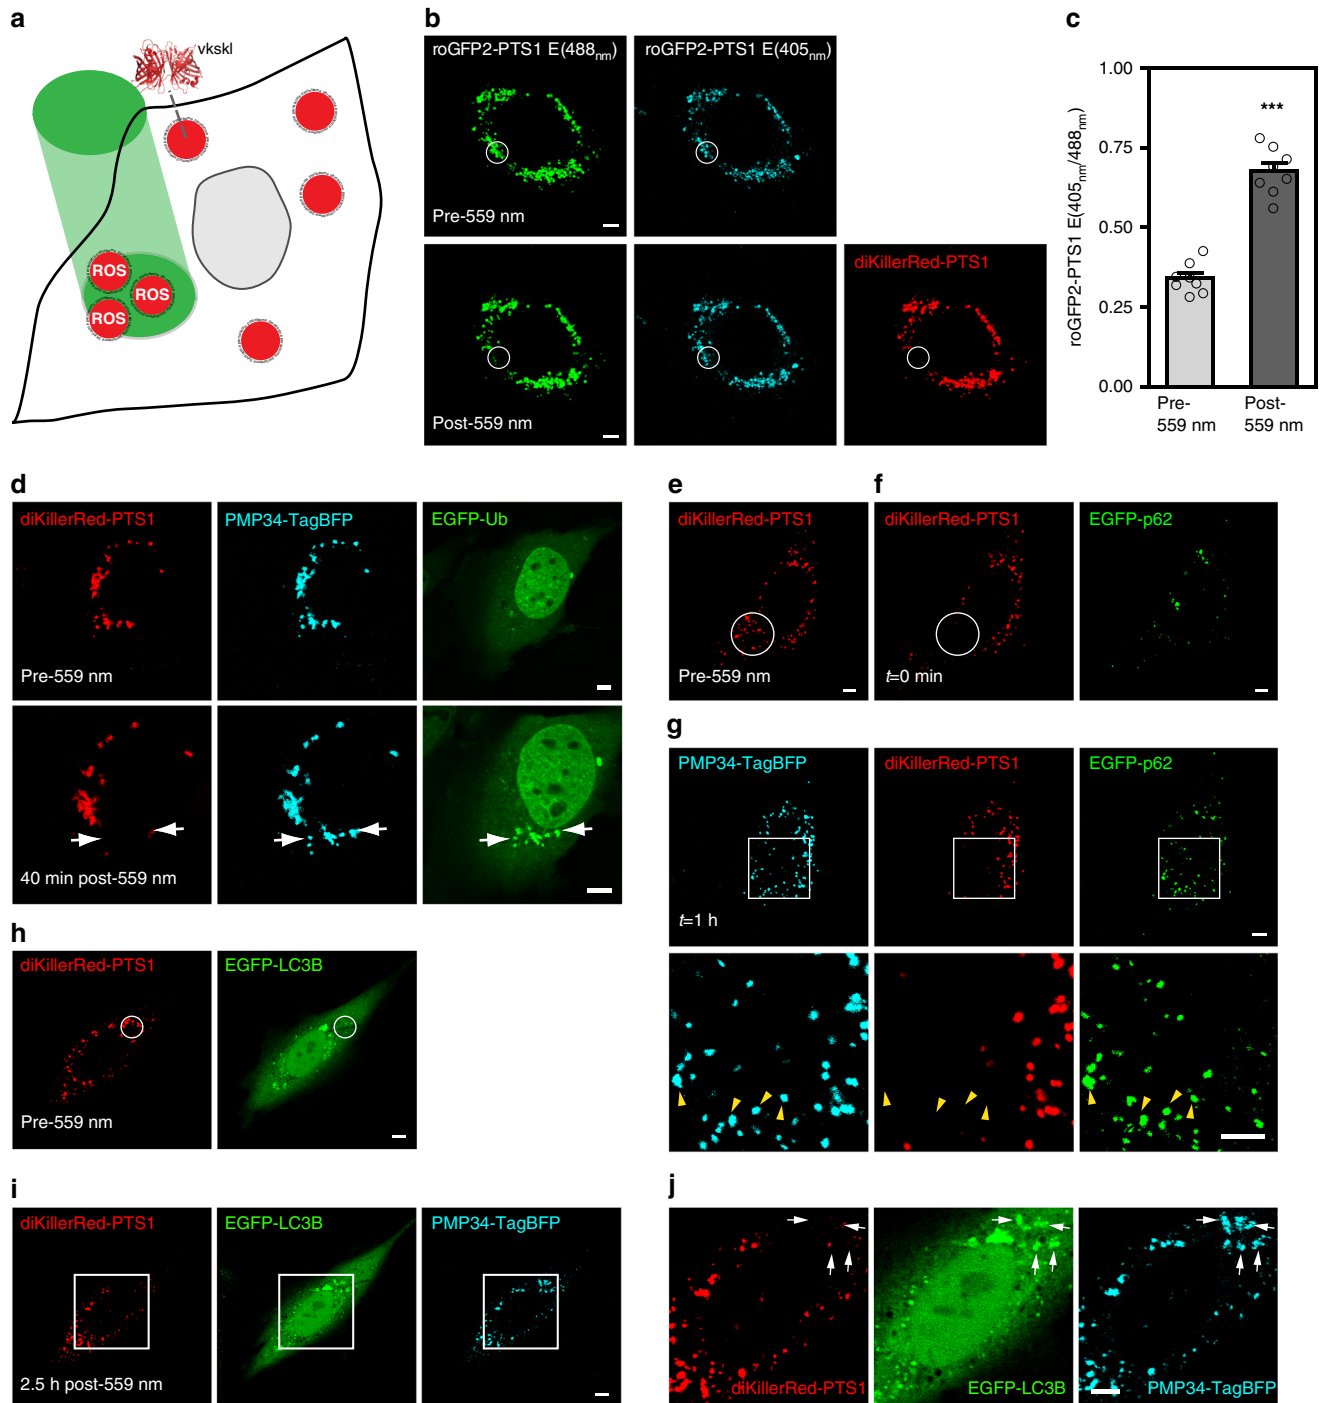 a
vkskl
ROS
ROS
ROS
b
roGFP2-PTS1 E(488nm)
roGFP2-PTS1 E(405nm)
Pre-559 nm
diKillerRed-PTS1
Post-559 nm
c
roGFP2-PTS1 E(405nm/488nm)
1.00
0.75
0.50
0.25
0.00
***
Pre-
559 nm
Post-
559 nm
d
diKillerRed-PTS1
PMP34-TagBFP
EGFP-Ub
Pre-559 nm
40 min post-559 nm
e
diKillerRed-PTS1
Pre-559 nm
f
diKillerRed-PTS1
EGFP-p62
t=0 min
g
PMP34-TagBFP
diKillerRed-PTS1
EGFP-p62
t=1 h
h
diKillerRed-PTS1
EGFP-LC3B
Pre-559 nm
i
diKillerRed-PTS1
EGFP-LC3B
PMP34-TagBFP
2.5 h post-559 nm
j
diKillerRed-PTS1
EGFP-LC3B
PMP34-TagBFP